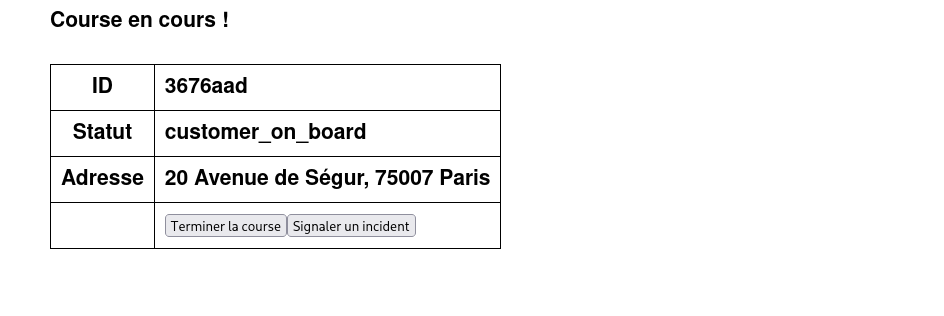 Course en cours !
ID 3676aad
Statut customer_on_board
Adresse 20 Avenue de Ségur, 75007 Paris
Terminer la course Signaler un incident